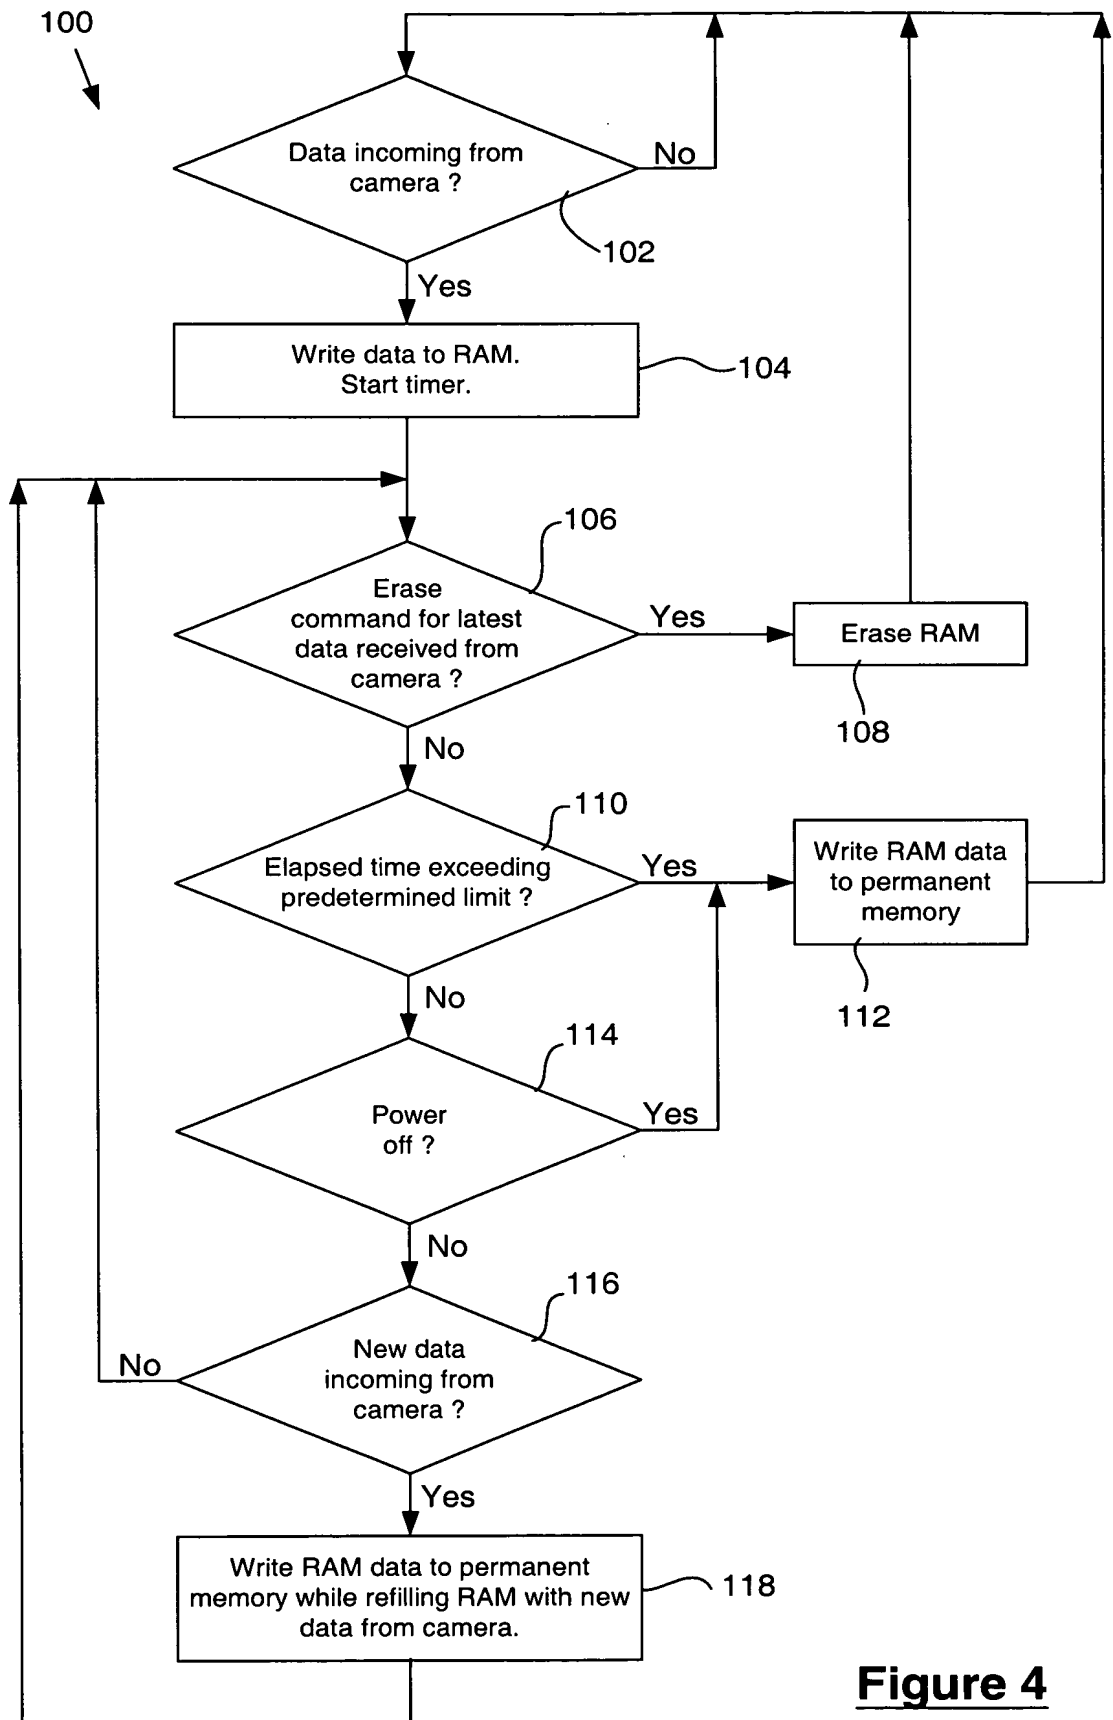 100
Data incoming from
camera ?
No
102
Yes
Write data to RAM.
Start timer.
104
106
Erase
command for latest
data received from
camera ?
Yes
Erase RAM
108
No
110
Elapsed time exceeding
predetermined limit ?
Yes
Write RAM data
to permanent
memory
112
No
114
Power
off ?
Yes
No
116
New data
incoming from
camera ?
No
Yes
Write RAM data to permanent
memory while refilling RAM with new
data from camera.
118
Figure 4